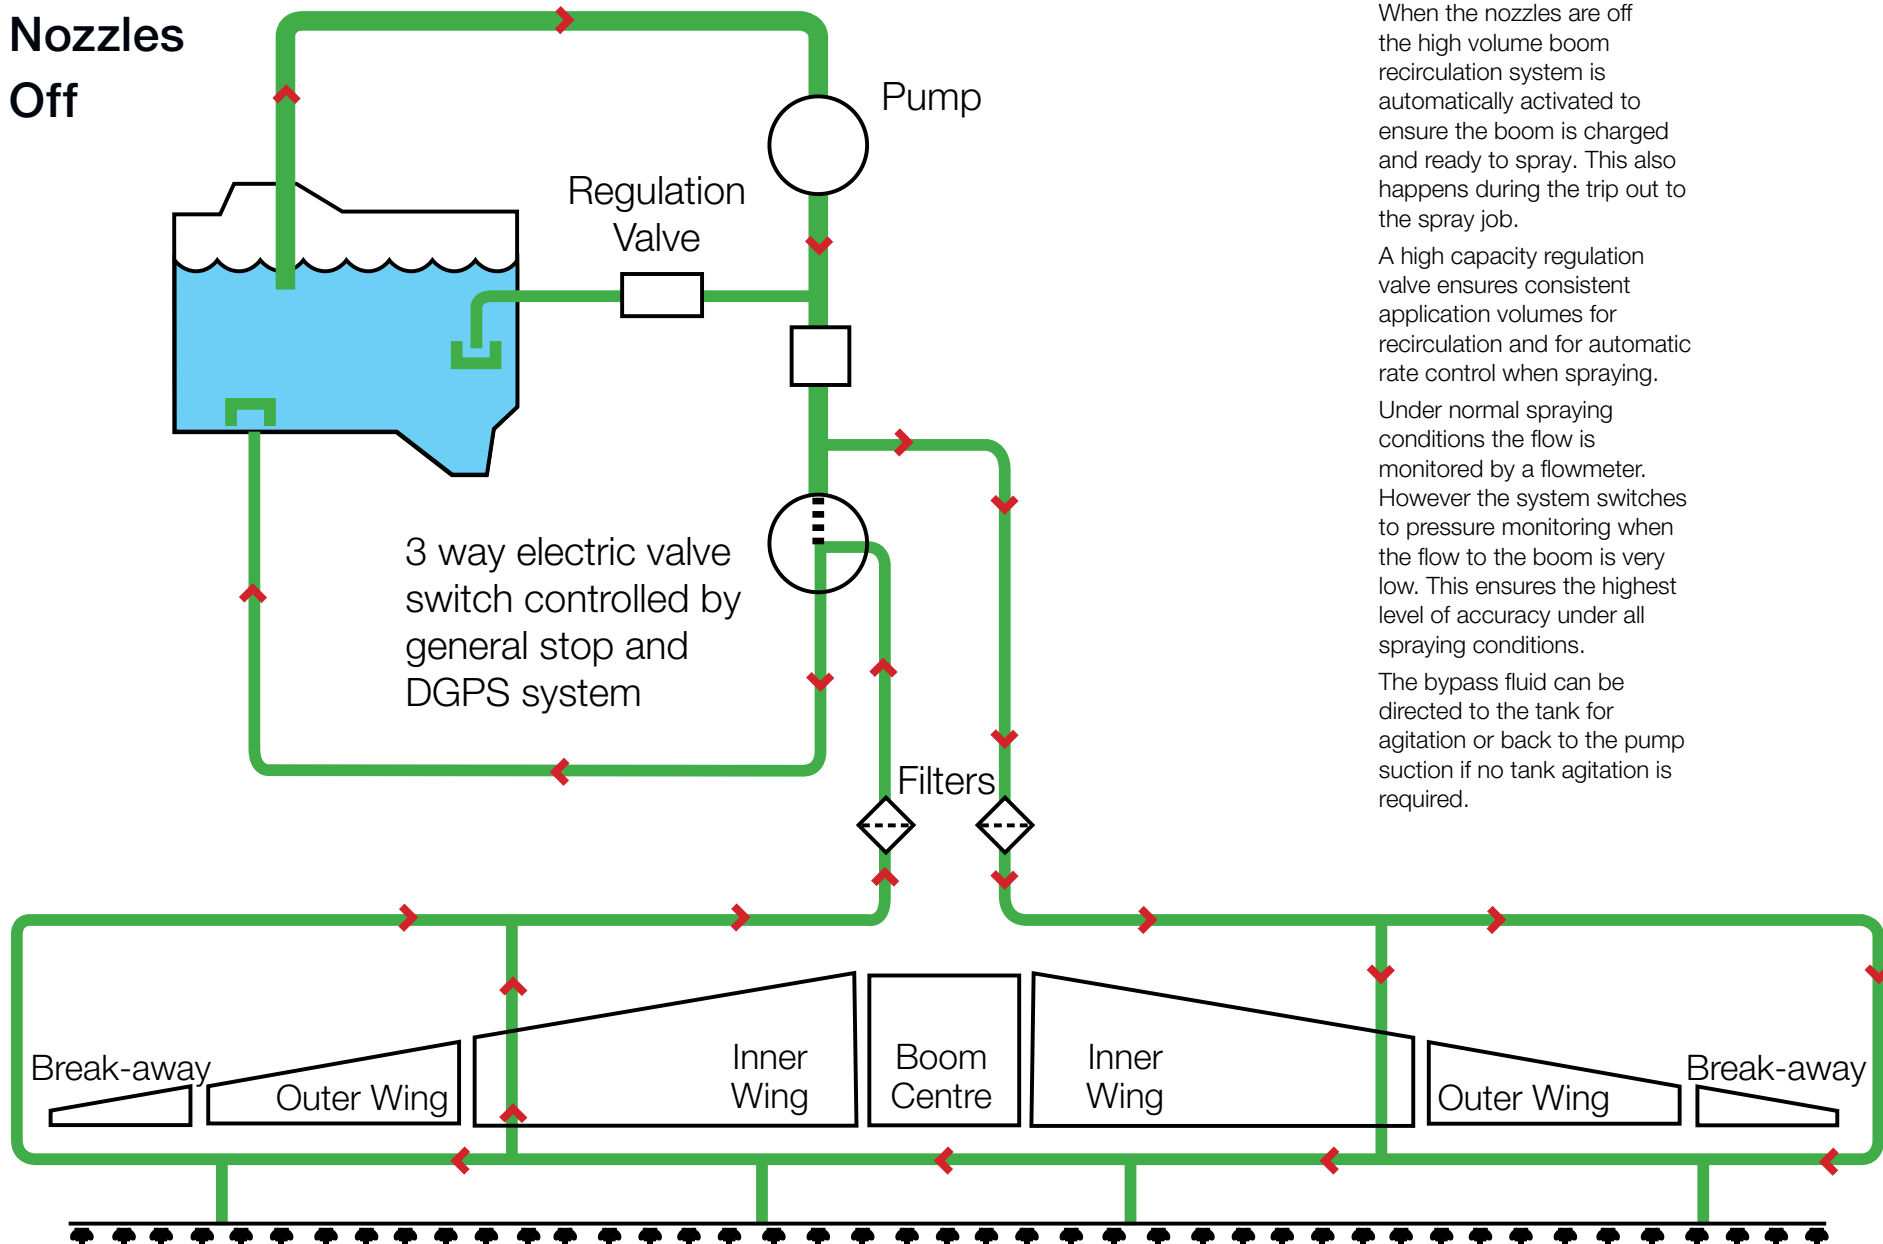 Nozzles
Off
Pump
Regulation
Valve
3 way electric valve
switch controlled by
general stop and
DGPS system
Filters
Break-away
Outer Wing
Inner
Wing
Boom
Centre
Inner
Wing
Outer Wing
Break-away
When the nozzles are off
the high volume boom
recirculation system is
automatically activated to
ensure the boom is charged
and ready to spray. This also
happens during the trip out to
the spray job.
A high capacity regulation
valve ensures consistent
application volumes for
recirculation and for automatic
rate control when spraying.
Under normal spraying
conditions the flow is
monitored by a flowmeter.
However the system switches
to pressure monitoring when
the flow to the boom is very
low. This ensures the highest
level of accuracy under all
spraying conditions.
The bypass fluid can be
directed to the tank for
agitation or back to the pump
suction if no tank agitation is
required.